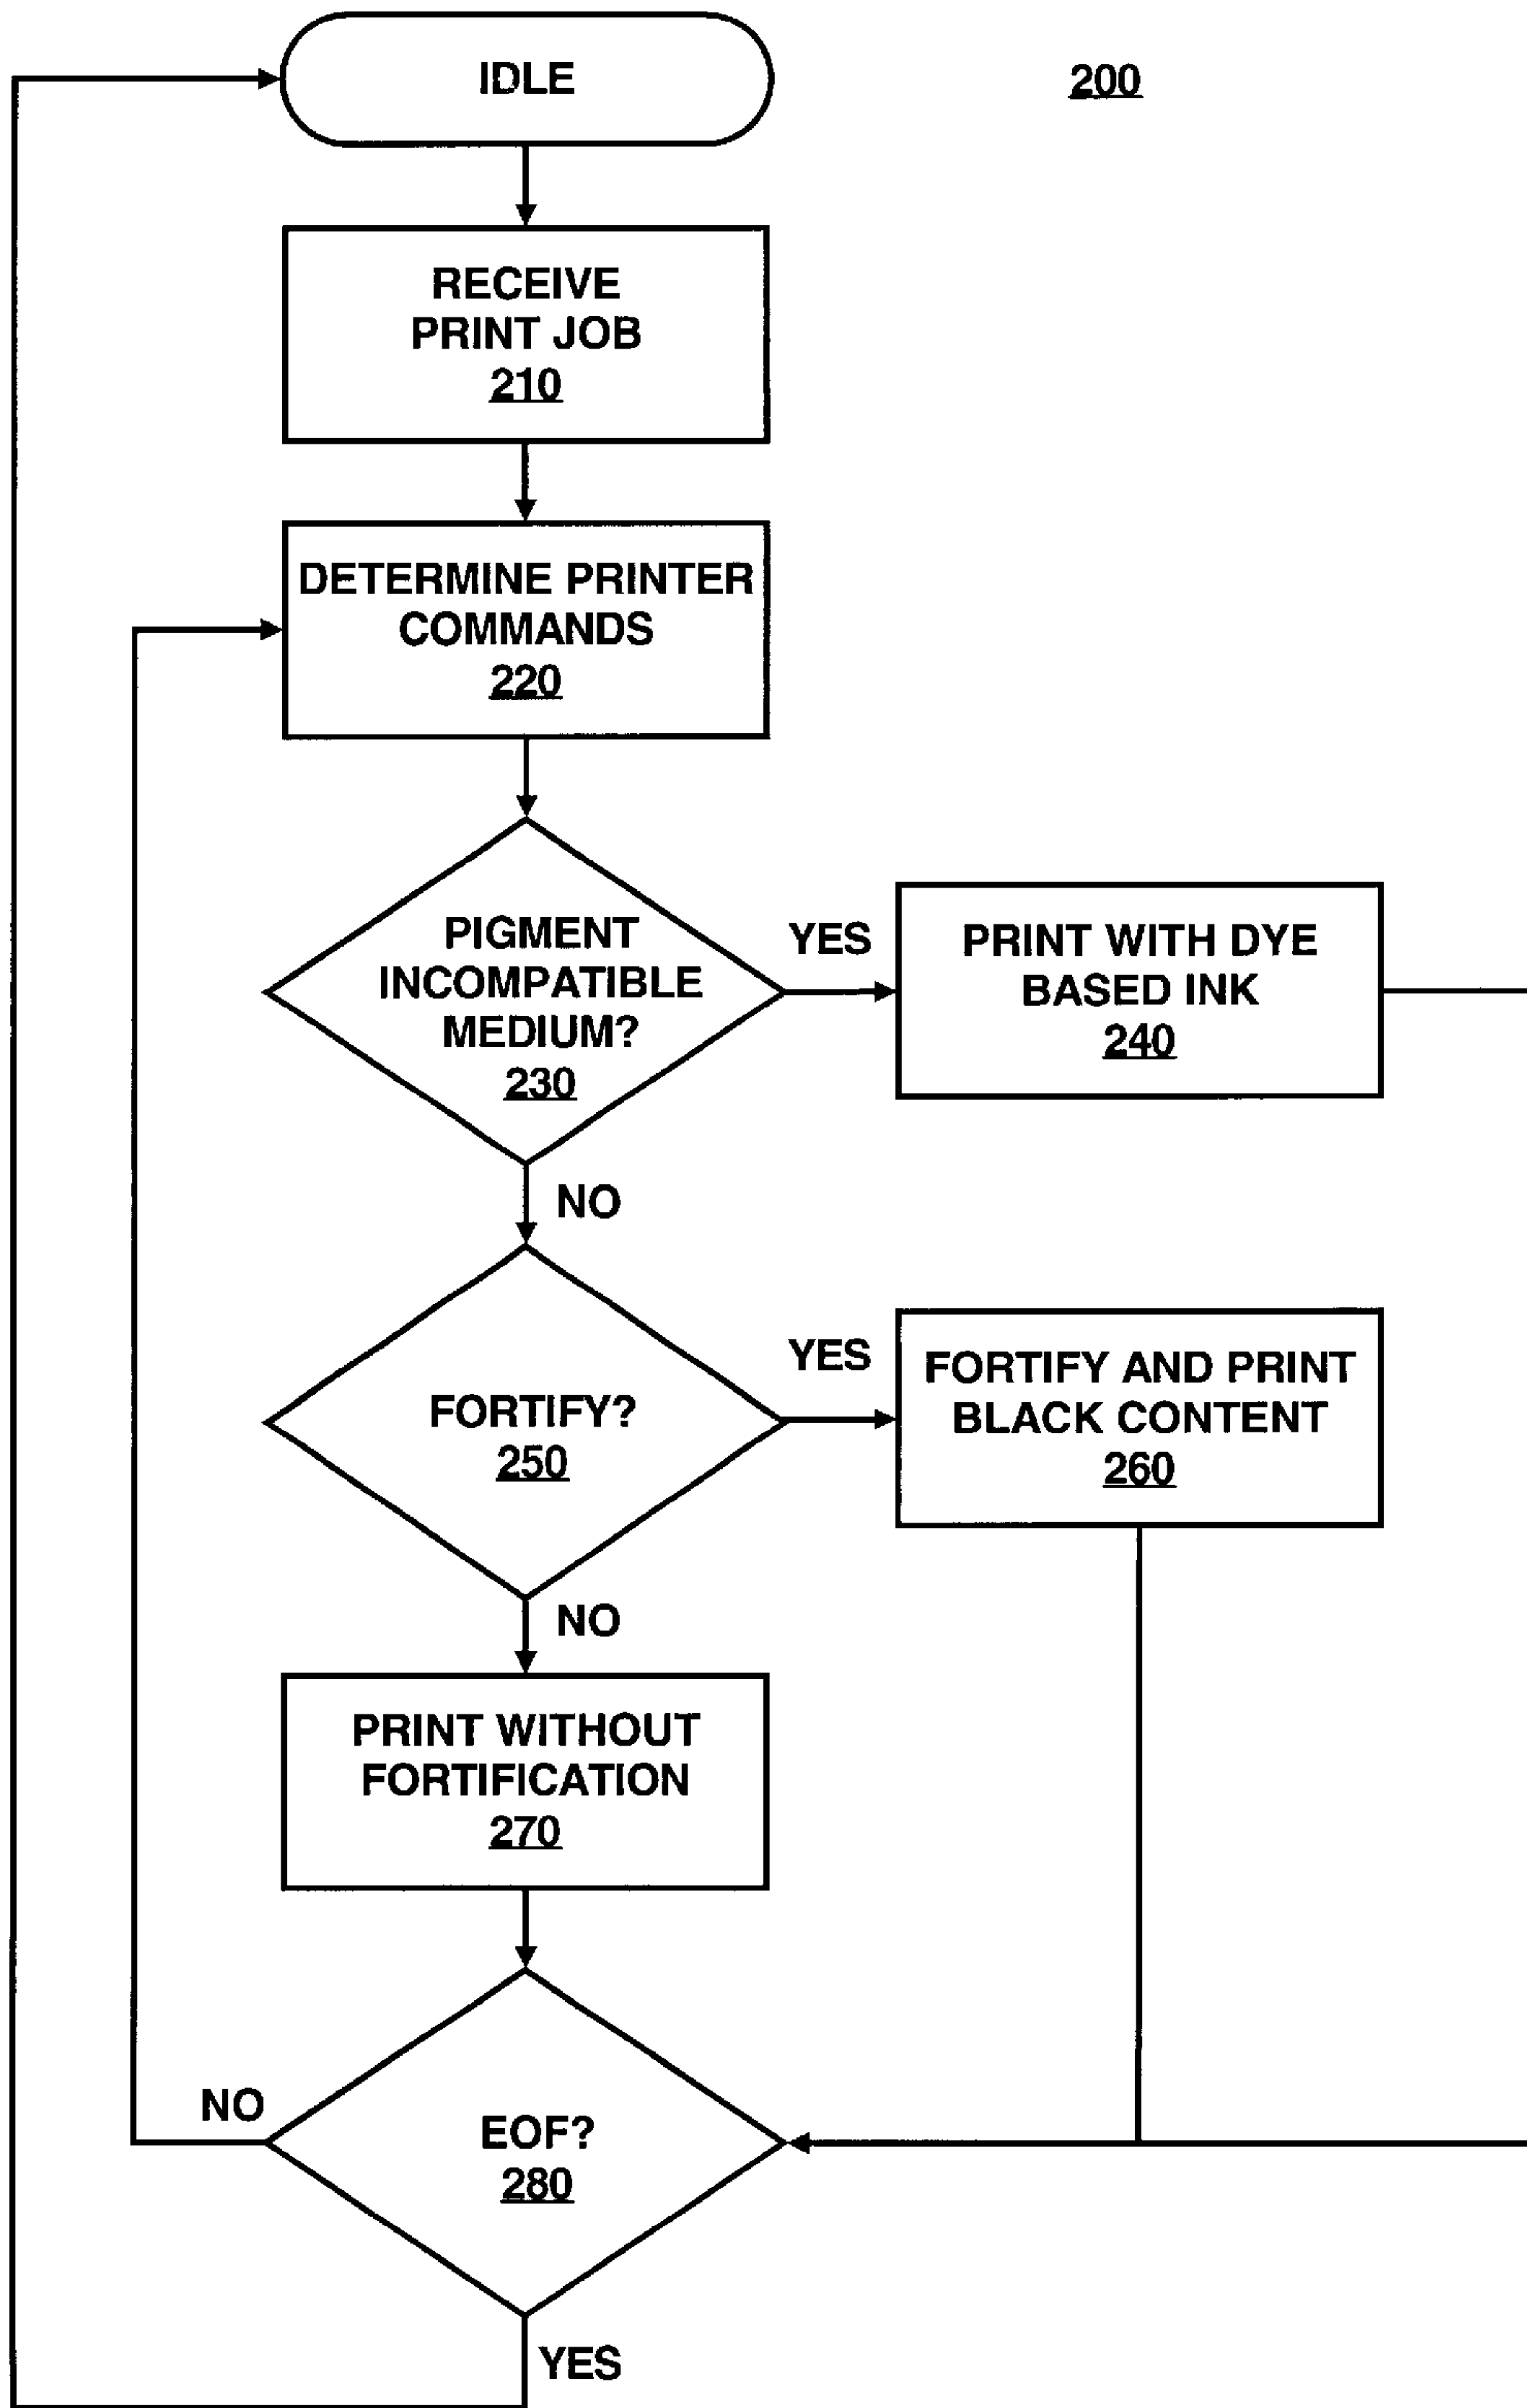 IDLE
200
RECEIVE
PRINT JOB
210
DETERMINE PRINTER
COMMANDS
220
PIGMENT
INCOMPATIBLE
MEDIUM?
230
YES
PRINT WITH DYE
BASED INK
240
NO
FORTIFY?
250
YES
FORTIFY AND PRINT
BLACK CONTENT
260
NO
PRINT WITHOUT
FORTIFICATION
270
NO
EOF?
280
YES